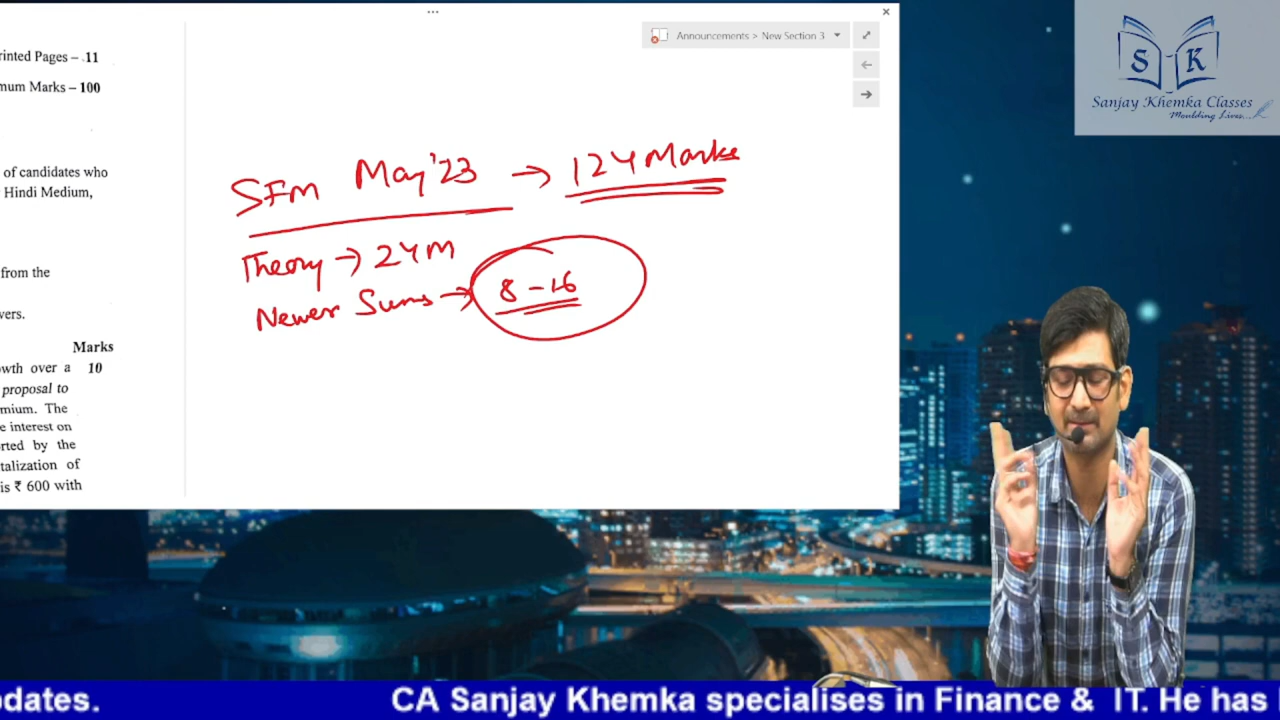 rinted Pages – 11
mum Marks – 100
of candidates who
Hindi Medium,
from the
vers.
Marks
wth over a 10
proposal to
mium. The
e interest on
rted by the
talization of
is ₹ 600 with
Announcements > New Section 3
SFM May'23 → 124 Marks
Theory → 24M
Newer Sums → 8 - 16
S K
Sanjay Khemka Classes
Moulding Lives...
pdates. CA Sanjay Khemka specialises in Finance & IT. He has